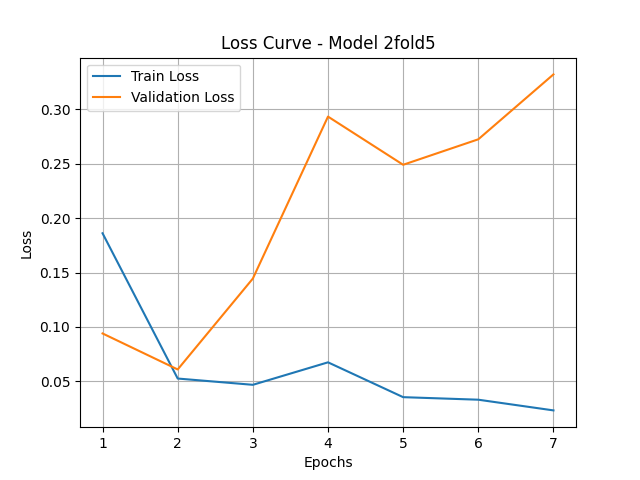 Loss Curve - Model 2fold5
Train Loss
Validation Loss
0.30
0.25
0.20
0.15
0.10
0.05
Loss
1 2 3 4 5 6 7
Epochs